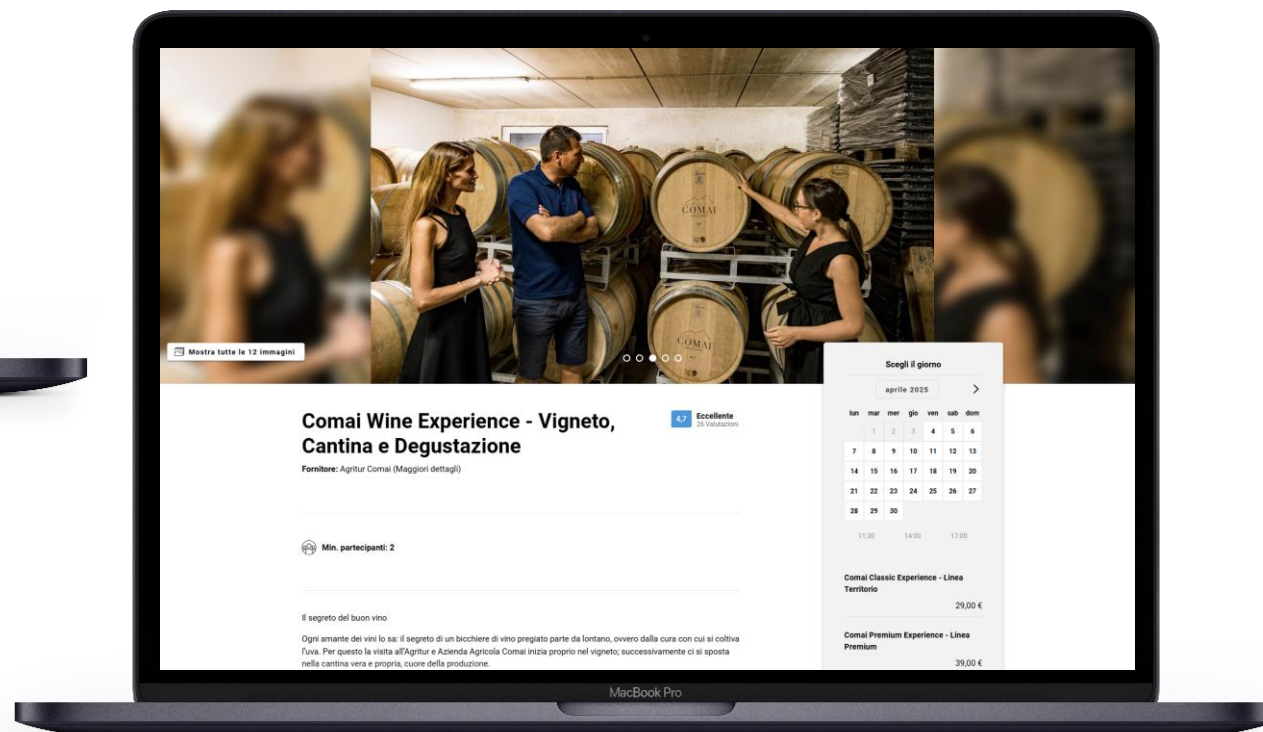 COMAI
COMAI
Mostra tutte le 12 immagini
Scegli il giorno
aprile 2025
lun mar mer gio ven sab dom
1 2 3 4 5 6
7 8 9 10 11 12 13
14 15 16 17 18 19 20
21 22 23 24 25 26 27
28 29 30
11:30 14:00 17:00
Comai Classic Experience - Linea
Territorio
29,00 €
Comai Premium Experience - Linea
Premium
39,00 €
Comai Wine Experience - Vigneto,
Cantina e Degustazione
4,7 Eccellente
26 Valutazioni
Fornitore: Agritur Comai (Maggiori dettagli)
Min. partecipanti: 2
Il segreto del buon vino
Ogni amante dei vini lo sa: il segreto di un bicchiere di vino pregiato parte da lontano, ovvero dalla cura con cui si coltiva
l'uva. Per questo la visita all'Agritur e Azienda Agricola Comai inizia proprio nel vigneto; successivamente ci si sposta
nella cantina vera e propria, cuore della produzione.
MacBook Pro